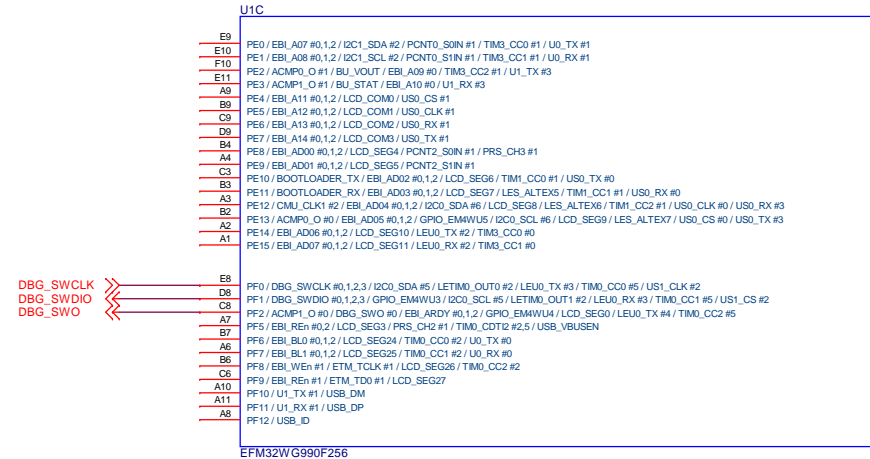 U1C
E9 PE0 / EBI_A07 #0,1,2 / I2C1_SDA #2 / PCNT0_S0IN #1 / TIM3_CC0 #1 / U0_TX #1
E10 PE1 / EBI_A08 #0,1,2 / I2C1_SCL #2 / PCNT0_S1IN #1 / TIM3_CC1 #1 / U0_RX #1
F10 PE2 / ACMP0_O #1 / BU_VOUT / EBI_A09 #0 / TIM3_CC2 #1 / U1_TX #3
E11 PE3 / ACMP1_O #1 / BU_STAT / EBI_A10 #0 / U1_RX #3
A9 PE4 / EBI_A11 #0,1,2 / LCD_COM0 / US0_CS #1
B9 PE5 / EBI_A12 #0,1,2 / LCD_COM1 / US0_CLK #1
C9 PE6 / EBI_A13 #0,1,2 / LCD_COM2 / US0_RX #1
D9 PE7 / EBI_A14 #0,1,2 / LCD_COM3 / US0_TX #1
B4 PE8 / EBI_AD00 #0,1,2 / LCD_SEG4 / PCNT2_S0IN #1 / PRS_CH3 #1
A4 PE9 / EBI_AD01 #0,1,2 / LCD_SEG5 / PCNT2_S1IN #1
C3 PE10 / BOOTLOADER_TX / EBI_AD02 #0,1,2 / LCD_SEG6 / TIM1_CC0 #1 / US0_TX #0
B3 PE11 / BOOTLOADER_RX / EBI_AD03 #0,1,2 / LCD_SEG7 / LES_ALTEX5 / TIM1_CC1 #1 / US0_RX #0
A3 PE12 / CMU_CLK1 #2 / EBI_AD04 #0,1,2 / I2C0_SDA #6 / LCD_SEG8 / LES_ALTEX6 / TIM1_CC2 #1 / US0_CLK #0 / US0_RX #3
B2 PE13 / ACMP0_O #0 / EBI_AD05 #0,1,2 / GPIO_EM4WU5 / I2C0_SCL #6 / LCD_SEG9 / LES_ALTEX7 / US0_CS #0 / US0_TX #3
A2 PE14 / EBI_AD06 #0,1,2 / LCD_SEG10 / LEU0_TX #2 / TIM3_CC0 #0
A1 PE15 / EBI_AD07 #0,1,2 / LCD_SEG11 / LEU0_RX #2 / TIM3_CC1 #0
DBG_SWCLK E8 PF0 / DBG_SWCLK #0,1,2,3 / I2C0_SDA #5 / LETIM0_OUT0 #2 / LEU0_TX #3 / TIM0_CC0 #5 / US1_CLK #2
DBG_SWDIO D8 PF1 / DBG_SWDIO #0,1,2,3 / GPIO_EM4WU3 / I2C0_SCL #5 / LETIM0_OUT1 #2 / LEU0_RX #3 / TIM0_CC1 #5 / US1_CS #2
DBG_SWO C8 PF2 / ACMP1_O #0 / DBG_SWO #0 / EBI_ARDY #0,1,2 / GPIO_EM4WU4 / LCD_SEG0 / LEU0_TX #4 / TIM0_CC2 #5
A7 PF5 / EBI_REn #0,2 / LCD_SEG3 / PRS_CH2 #1 / TIM0_CDTI2 #2,5 / USB_VBUSEN
B7 PF6 / EBI_BL0 #0,1,2 / LCD_SEG24 / TIM0_CC0 #2 / U0_TX #0
A6 PF7 / EBI_BL1 #0,1,2 / LCD_SEG25 / TIM0_CC1 #2 / U0_RX #0
B6 PF8 / EBI_WEn #1 / ETM_TCLK #1 / LCD_SEG26 / TIM0_CC2 #2
C6 PF9 / EBI_REn #1 / ETM_TD0 #1 / LCD_SEG27
A10 PF10 / U1_TX #1 / USB_DM
A11 PF11 / U1_RX #1 / USB_DP
A8 PF12 / USB_ID
EFM32WG990F256